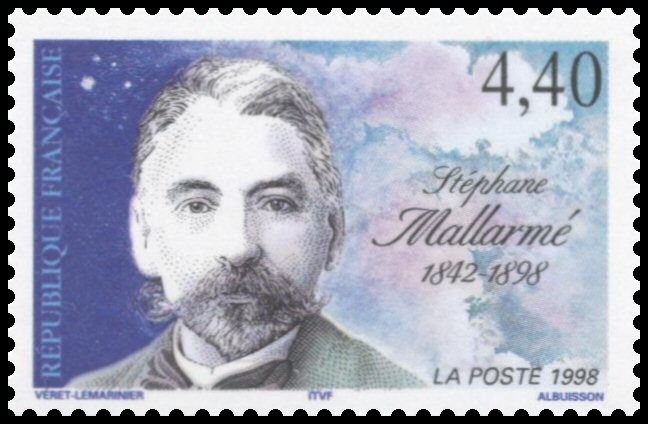 RÉPUBLIQUE FRANÇAISE
4,40
Stéphane
Mallarmé
1842-1898
LA POSTE 1998
VÉRET-LEMARINIER ITVF ALBUISSON